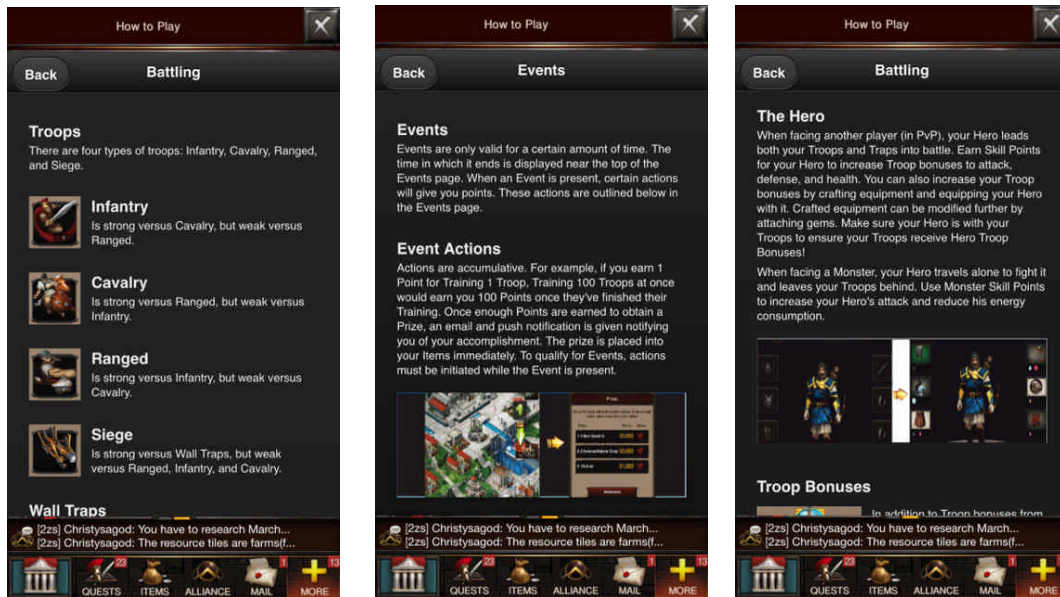 How to Play
Back
Battling
Troops
There are four types of troops: Infantry, Cavalry, Ranged,
and Siege.
Infantry
Is strong versus Cavalry, but weak versus
Ranged.
Cavalry
Is strong versus Ranged, but weak versus
Infantry.
Ranged
Is strong versus Infantry, but weak versus
Cavalry.
Siege
Is strong versus Wall Traps, but weak
versus Ranged, Infantry, and Cavalry.
Wall Traps
[2zs] Christysagod: You have to research March...
[2zs] Christysagod: The resource tiles are farms(f...
23
1
13
QUESTS
ITEMS
ALLIANCE
MAIL
MORE
How to Play
Back
Events
Events
Events are only valid for a certain amount of time. The
time in which it ends is displayed near the top of the
Events page. When an Event is present, certain actions
will give you points. These actions are outlined below in
the Events page.
Event Actions
Actions are accumulative. For example, if you earn 1
Point for Training 1 Troop, Training 100 Troops at once
would earn you 100 Points once they've finished their
Training. Once enough Points are earned to obtain a
Prize, an email and push notification is given notifying
you of your accomplishment. The prize is placed into
your Items immediately. To qualify for Events, actions
must be initiated while the Event is present.
[2zs] Christysagod: You have to research March...
[2zs] Christysagod: The resource tiles are farms(f...
23
1
13
QUESTS
ITEMS
ALLIANCE
MAIL
MORE
How to Play
Back
Battling
The Hero
When facing another player (in PvP), your Hero leads
both your Troops and Traps into battle. Earn Skill Points
for your Hero to increase Troop bonuses to attack,
defense, and health. You can also increase your Troop
bonuses by crafting equipment and equipping your Hero
with it. Crafted equipment can be modified further by
attaching gems. Make sure your Hero is with your
Troops to ensure your Troops receive Hero Troop
Bonuses!
When facing a Monster, your Hero travels alone to fight it
and leaves your Troops behind. Use Monster Skill Points
to increase your Hero's attack and reduce his energy
consumption.
Troop Bonuses
In addition to Troop bonuses from
[2zs] Christysagod: You have to research March...
[2zs] Christysagod: The resource tiles are farms(f...
23
1
13
QUESTS
ITEMS
ALLIANCE
MAIL
MORE